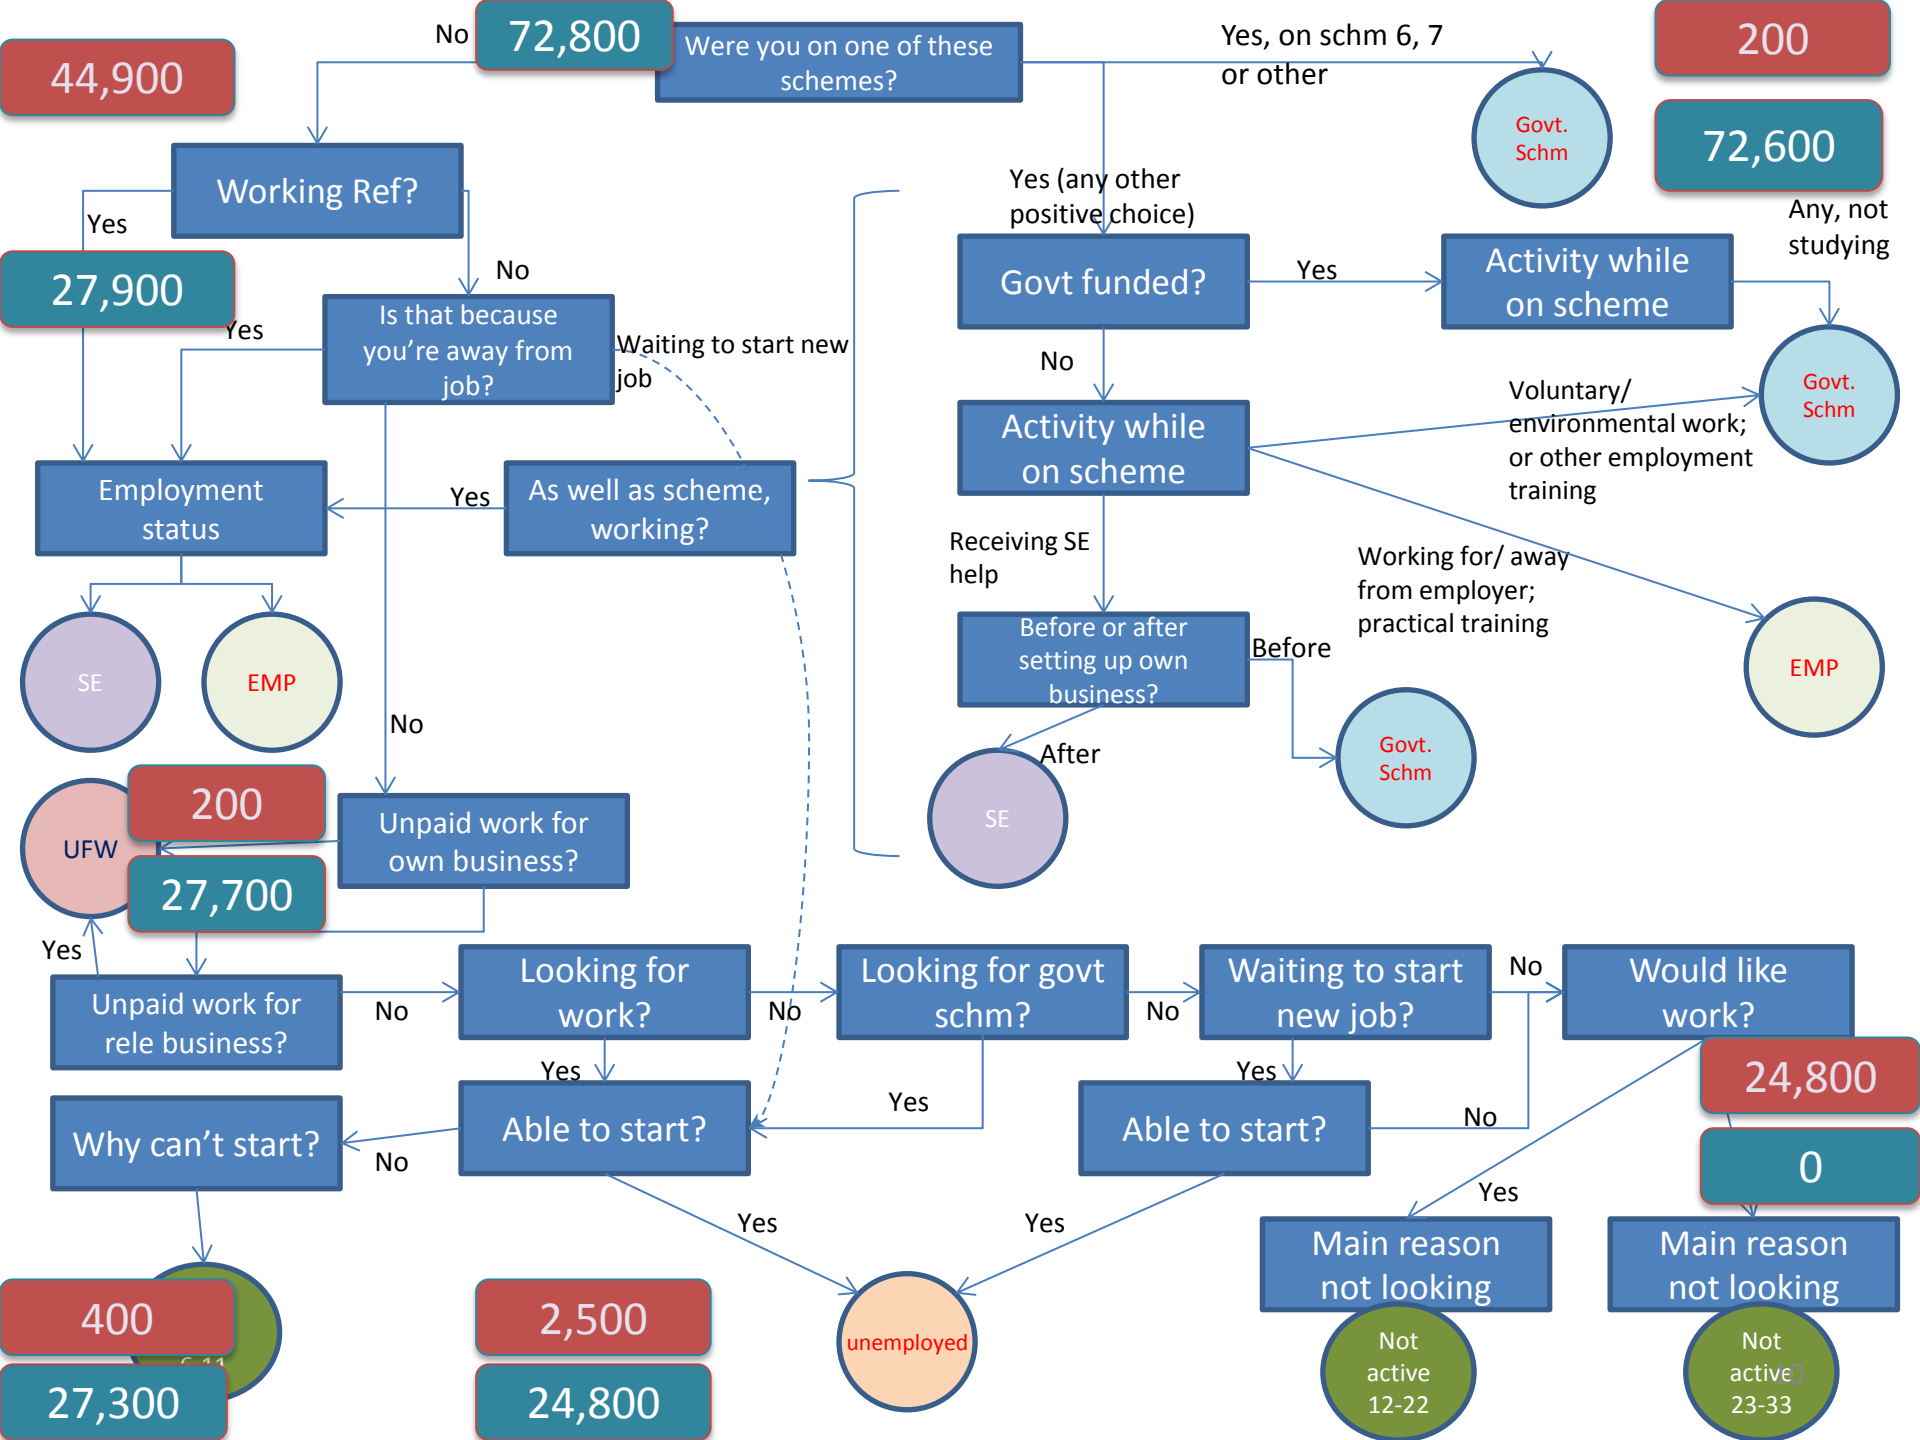 No
72,800
Were you on one of these
schemes?
Yes, on schm 6, 7
or other
200
44,900
Govt.
Schm
72,600
Working Ref?
Yes
Yes (any other
positive choice)
Any, not
studying
27,900
No
Govt funded?
Yes
Activity while
on scheme
Yes
Is that because
you're away from
job?
Waiting to start new
job
No
Govt.
Schm
Activity while
on scheme
Voluntary/
environmental work;
or other employment
training
Employment
status
Yes
As well as scheme,
working?
Receiving SE
help
Working for/ away
from employer;
practical training
SE
EMP
Before or after
setting up own
business?
Before
EMP
No
After
Govt.
Schm
SE
200
UFW
Unpaid work for
own business?
27,700
Yes
Unpaid work for
rele business?
No
Looking for
work?
No
Looking for govt
schm?
No
Waiting to start
new job?
No
Would like
work?
Yes
Yes
Yes
24,800
Why can't start?
No
Able to start?
Able to start?
No
0
Yes
Yes
Yes
Main reason
not looking
Main reason
not looking
400
6-11
27,300
2,500
24,800
unemployed
Not
active
12-22
Not
active
23-33
10